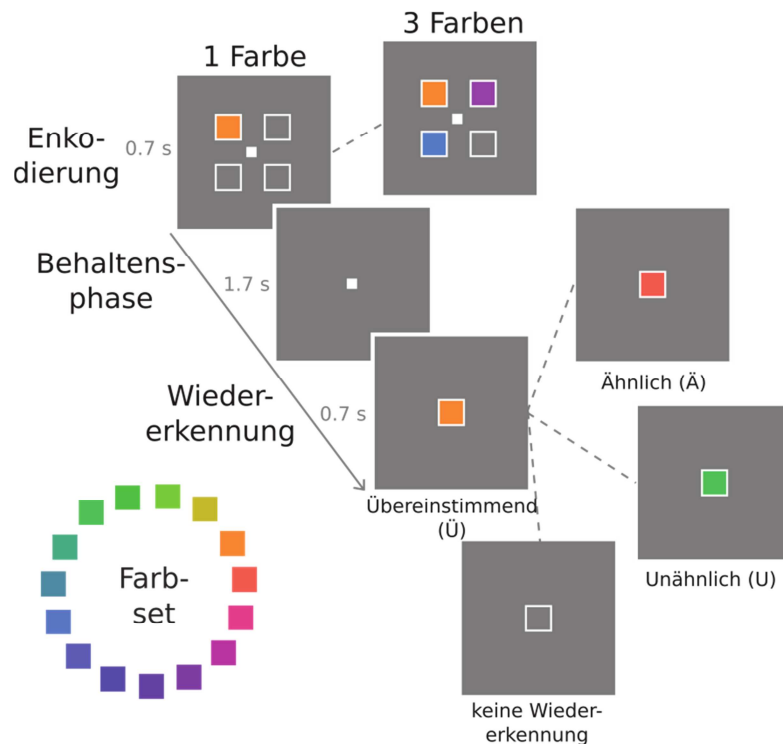 1 Farbe
3 Farben
Enko-
dierung
0.7 s
Behaltens-
phase
1.7 s
Wieder-
erkennung
0.7 s
Ähnlich (Ä)
Übereinstimmend
(Ü)
Unähnlich (U)
Farb-
set
keine Wieder-
erkennung